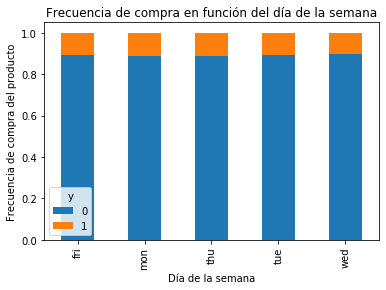 Frecuencia de compra en función del día de la semana
Frecuencia de compra del producto
1.0
0.8
0.6
0.4
0.2
0.0
y
0
1
fri
mon
thu
tue
wed
Día de la semana